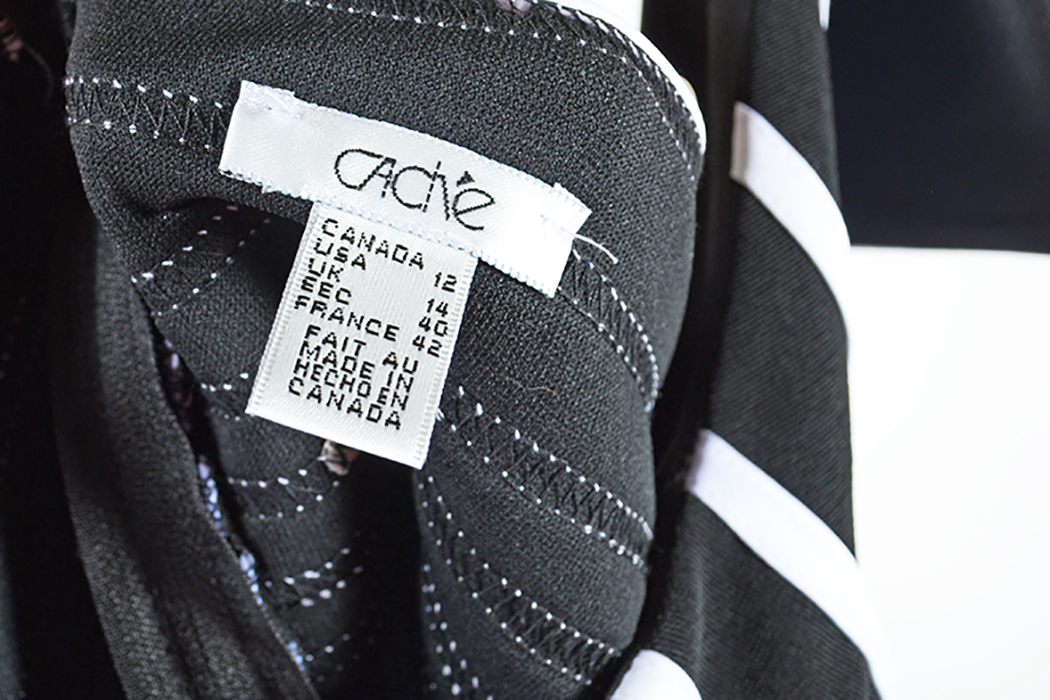 CACHÉ
CANADA
USA 12
UK 14
EEC 40
FRANCE 42
FAIT AU
MADE IN
HECHO EN
CANADA